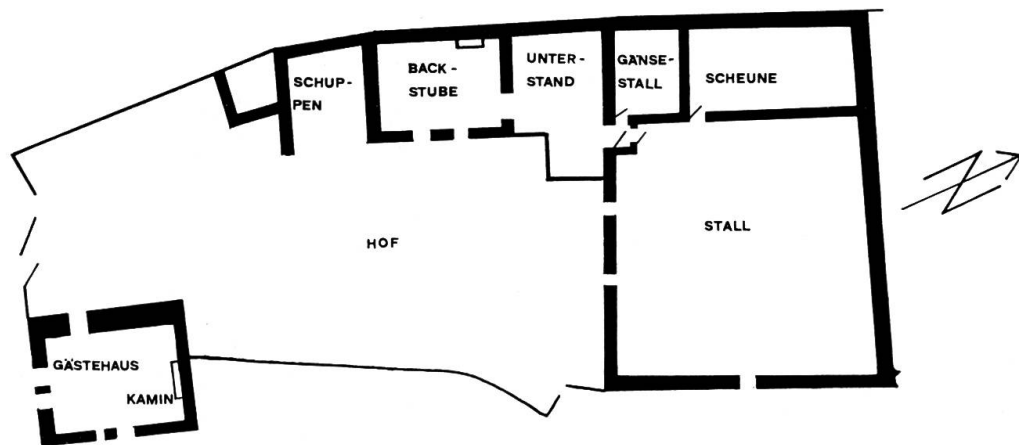 SCHUP-
PEN
BACK-
STUBE
UNTER-
STAND
GÄNSE-
STALL
SCHEUNE
HOF
STALL
N
GÄSTEHAUS
KAMIN